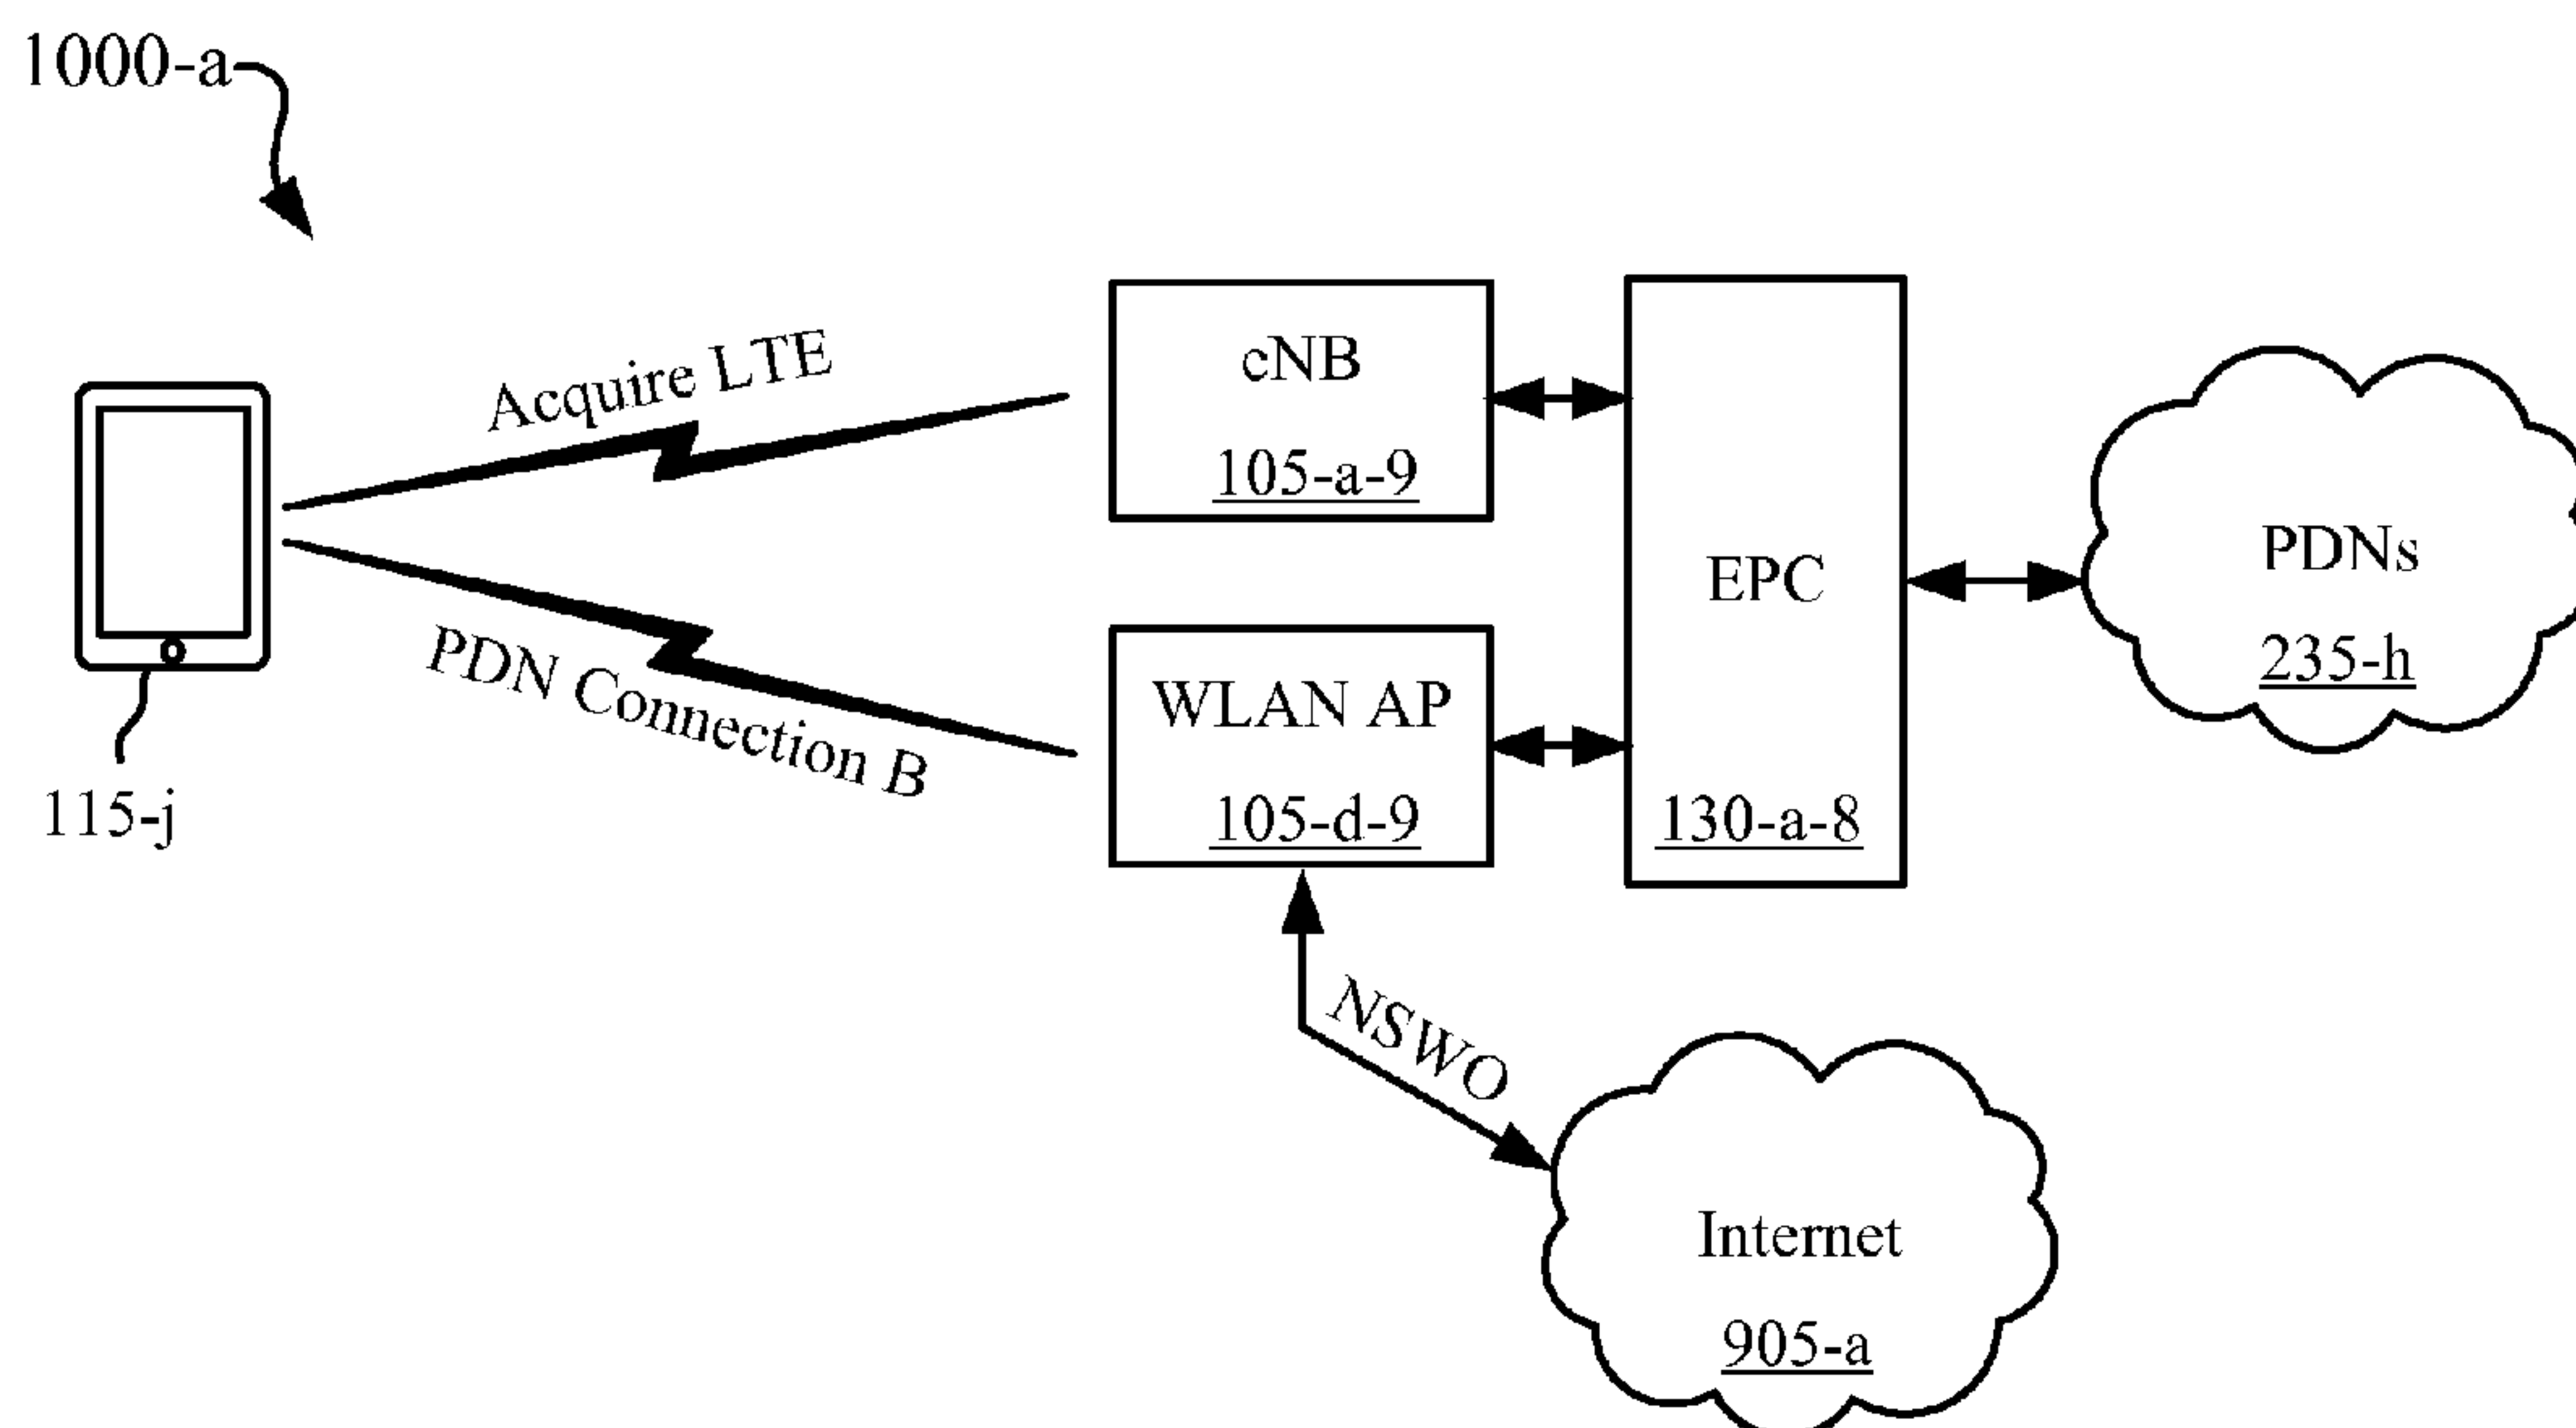 1000-a
Acquire LTE
cNB
105-a-9
EPC
130-a-8
PDNs
235-h
PDN Connection B
WLAN AP
105-d-9
115-j
NSWO
Internet
905-a